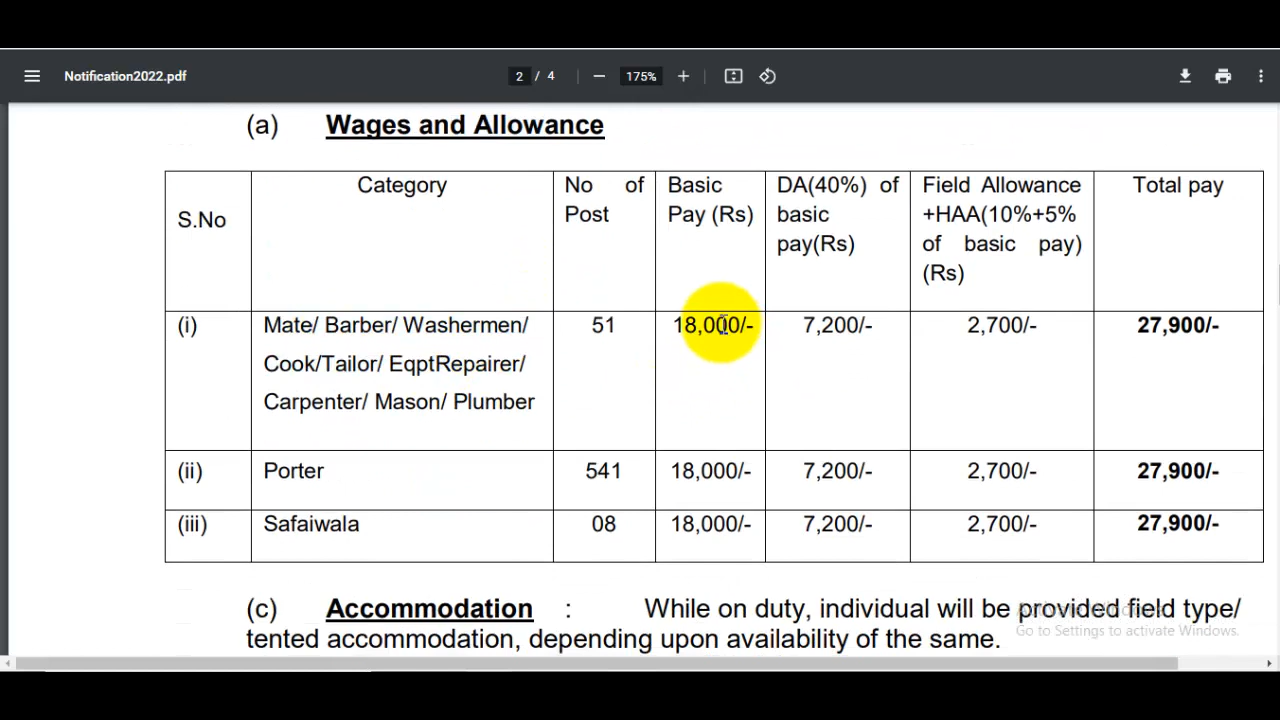 Notification2022.pdf
2 / 4
175%
(a) Wages and Allowance
S.No
Category
No of Post
Basic Pay (Rs)
DA(40%) of basic pay(Rs)
Field Allowance +HAA(10%+5% of basic pay) (Rs)
Total pay
(i) Mate/ Barber/ Washermen/ 51 18,000/- 7,200/- 2,700/- 27,900/-
Cook/Tailor/ EqptRepairer/
Carpenter/ Mason/ Plumber
(ii) Porter 541 18,000/- 7,200/- 2,700/- 27,900/-
(iii) Safaiwala 08 18,000/- 7,200/- 2,700/- 27,900/-
(c) Accommodation : While on duty, individual will be provided field type/
tented accommodation, depending upon availability of the same.
Activate Windows
Go to Settings to activate Windows.